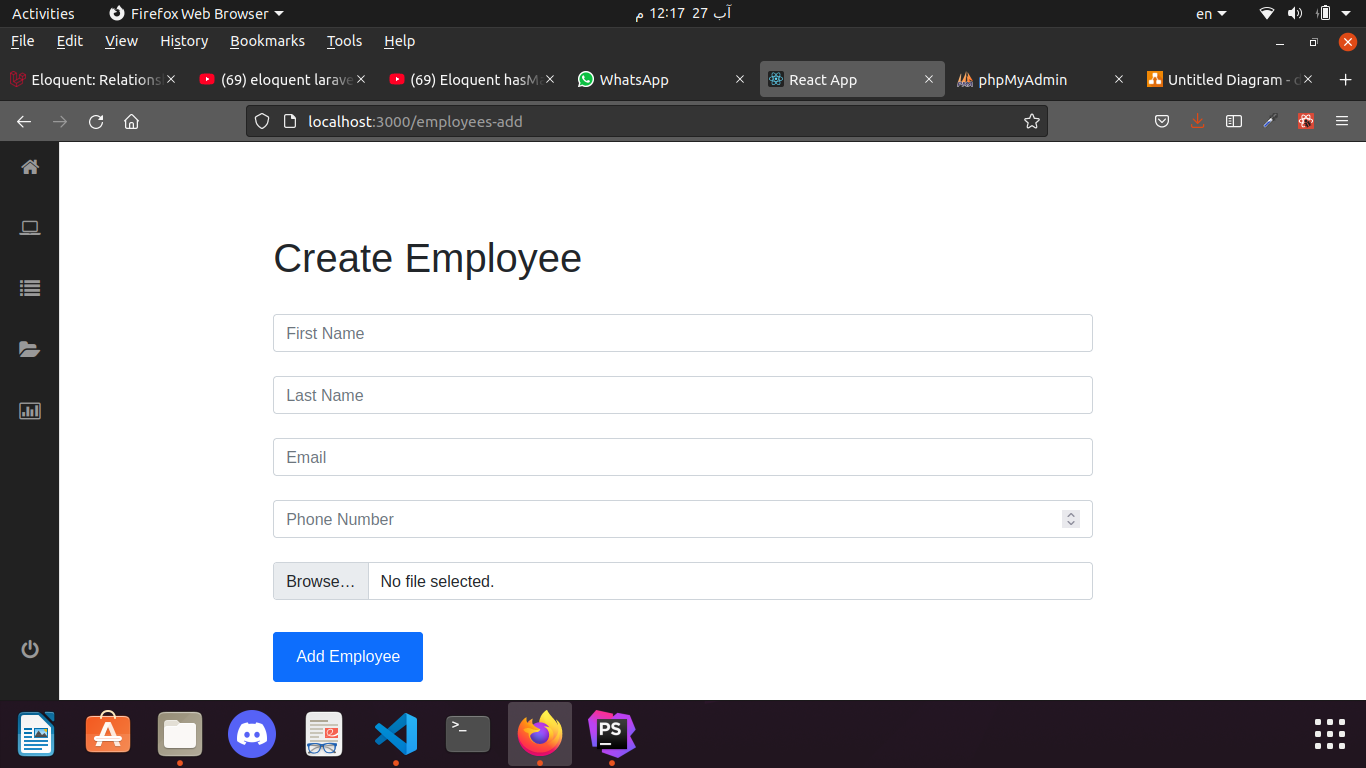 Activities Firefox Web Browser آب 27 12:17 م en
File Edit View History Bookmarks Tools Help
Eloquent: Relations (69) eloquent larave (69) Eloquent hasMa WhatsApp React App phpMyAdmin Untitled Diagram - d
localhost:3000/employees-add
Create Employee
First Name
Last Name
Email
Phone Number
Browse… No file selected.
Add Employee
>_ PS